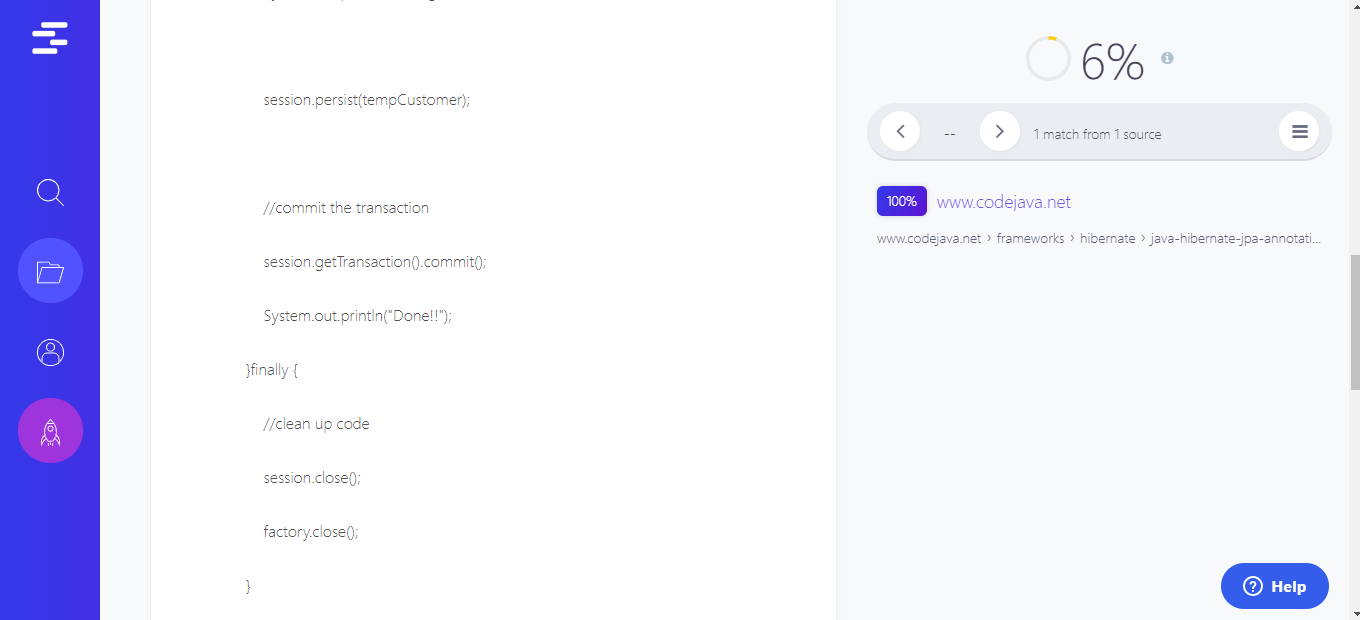 session.persist(tempCustomer);
//commit the transaction
session.getTransaction().commit();
System.out.println("Done!!");
}finally {
//clean up code
session.close();
factory.close();
}
6%
--
1 match from 1 source
100% www.codejava.net
www.codejava.net › frameworks › hibernate › java-hibernate-jpa-annotati...
Help